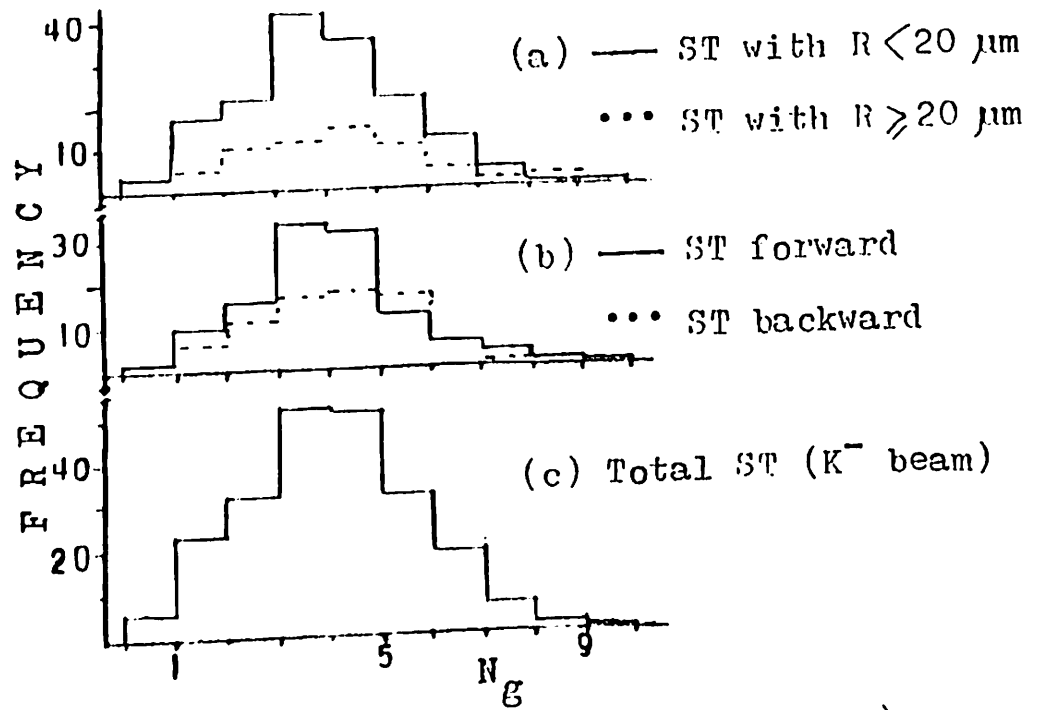 40
10
(a) — ST with R < 20 μm
••• ST with R ⩾ 20 μm
FREQUENCY
30
10
(b) — ST forward
••• ST backward
40
20
(c) Total ST (K⁻ beam)
1 5 9
Ng